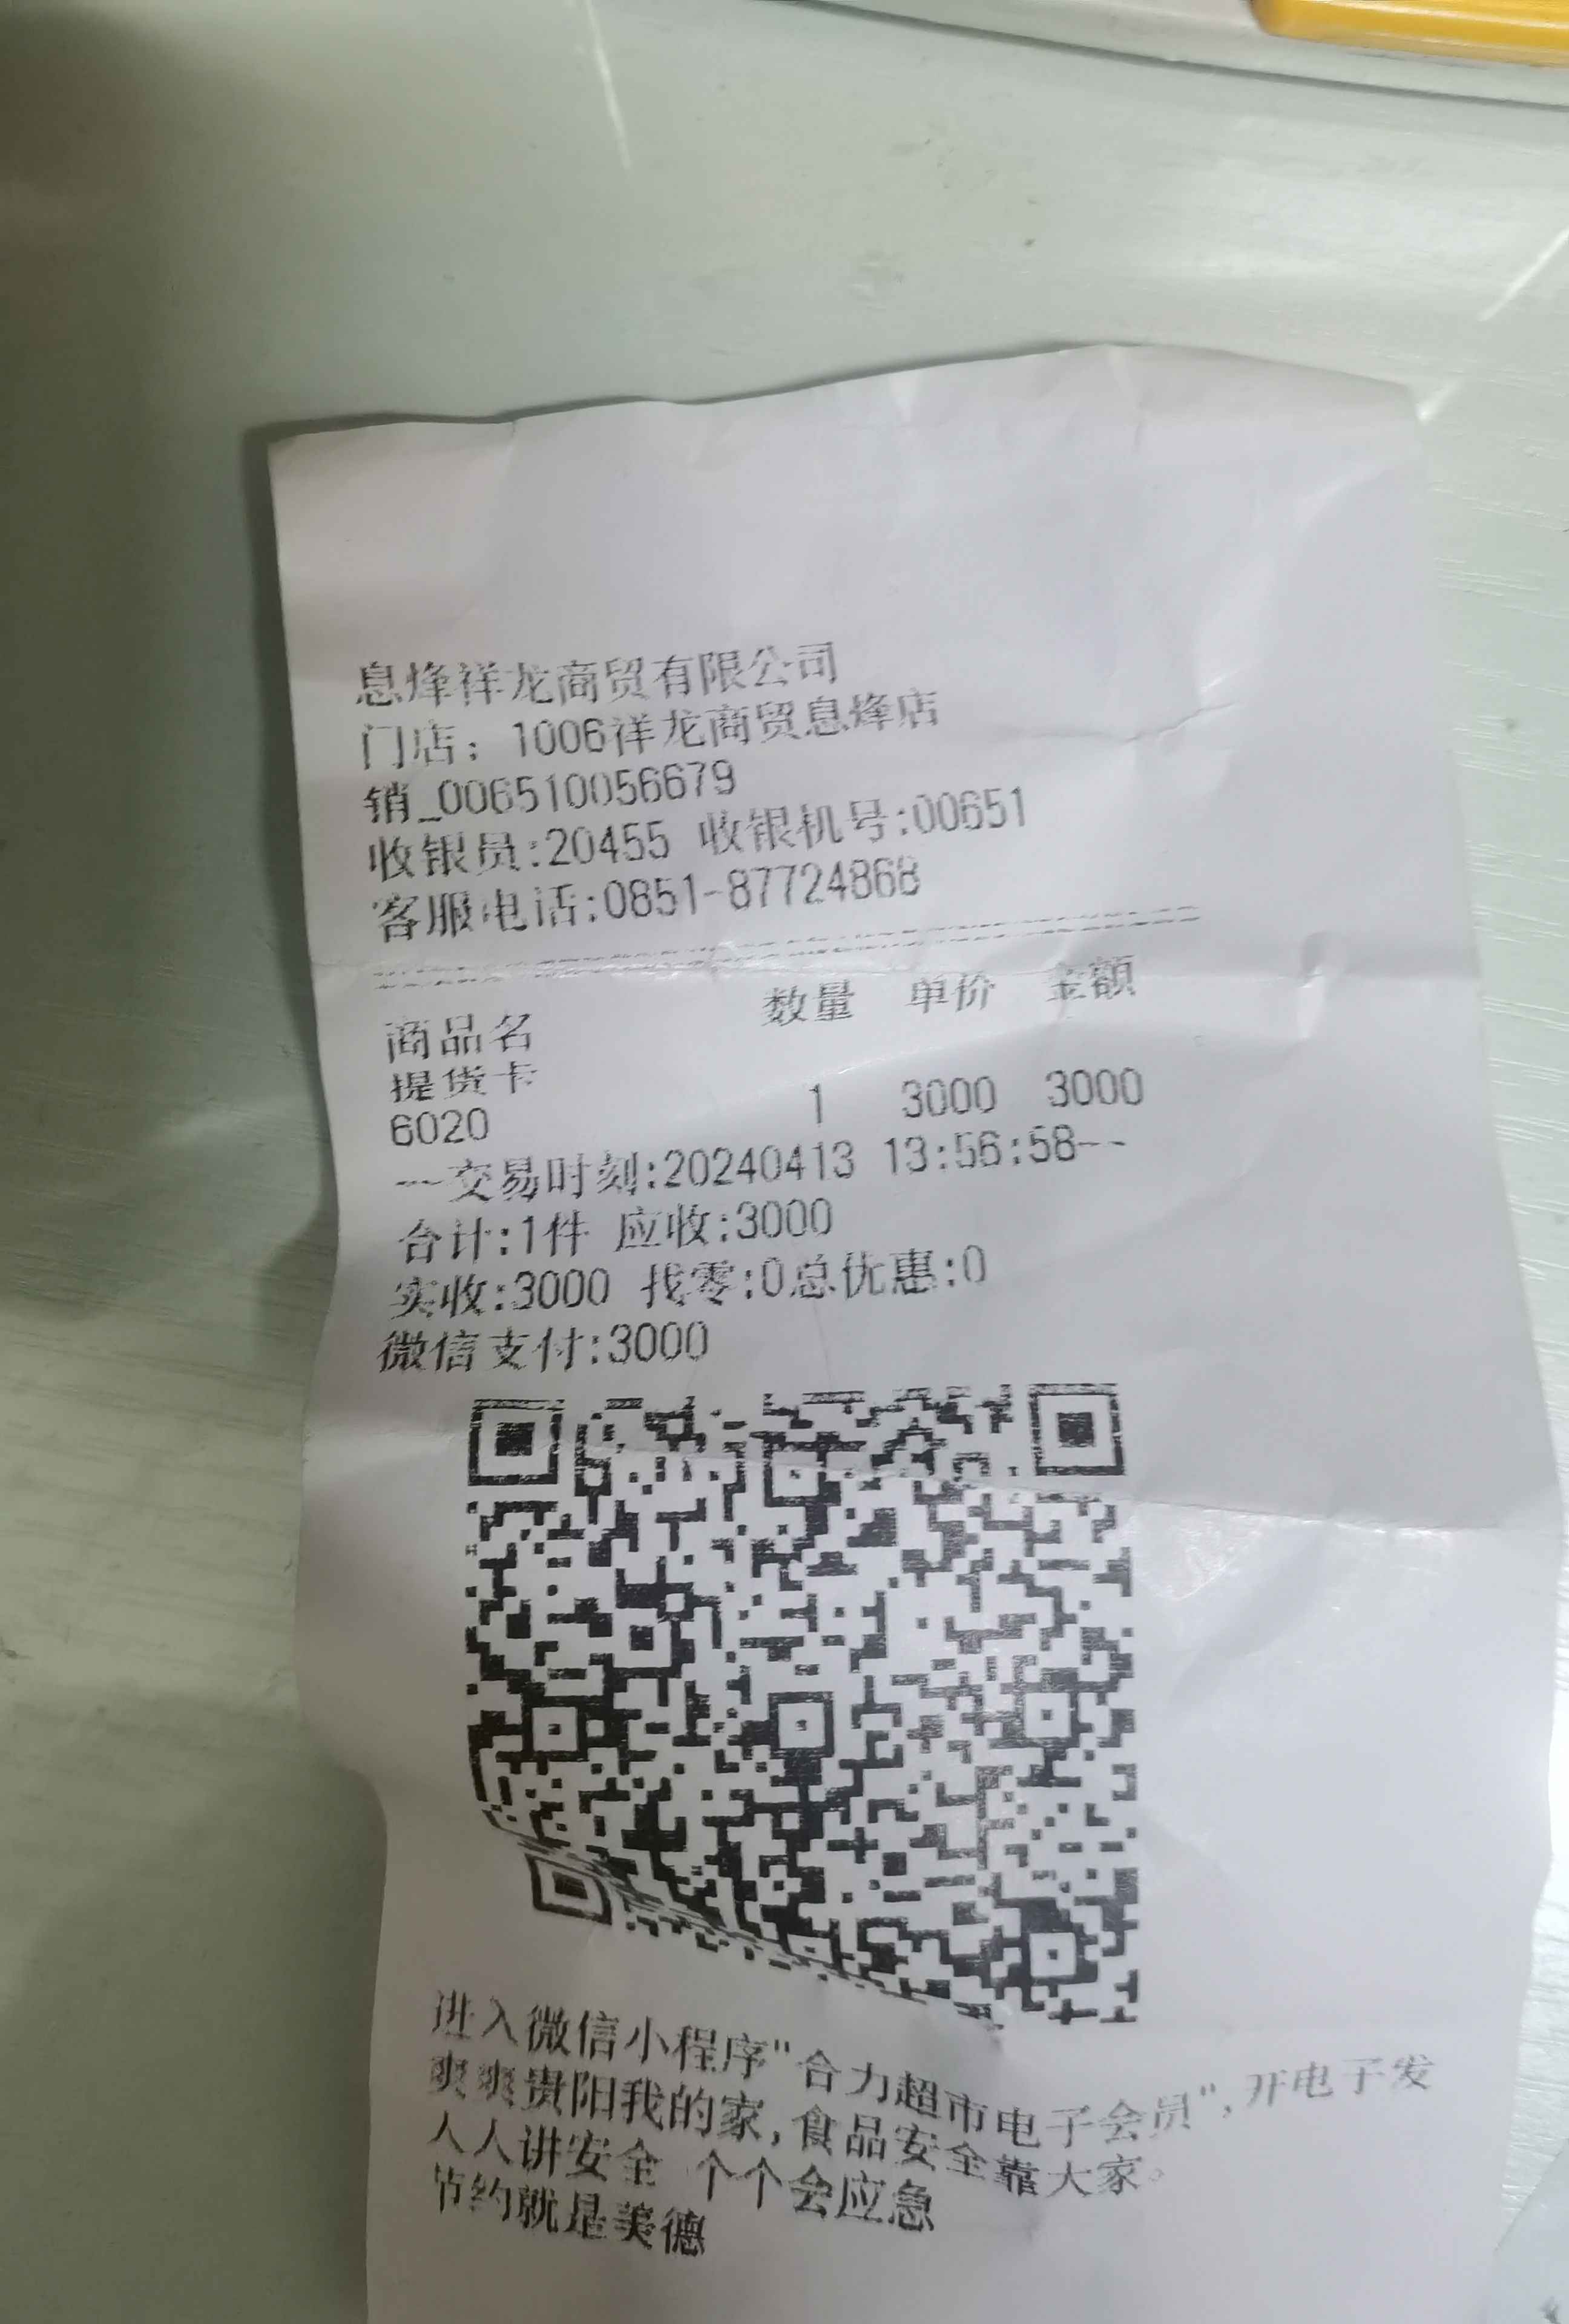 息烽祥龙商贸有限公司
门店：1006祥龙商贸息烽店
销_006510056679
收银员:20455 收银机号:00651
客服电话:0851-87724868
商品名 数量 单价 金额
提货卡
6020 1 3000 3000
--交易时刻:20240413 13:56:58--
合计:1件 应收:3000
实收:3000 找零:0总优惠:0
微信支付:3000
进入微信小程序"合力超市电子会员",开电子发
爽爽贵阳我的家,食品安全靠大家。
人人讲安全 个个会应急
节约就是美德